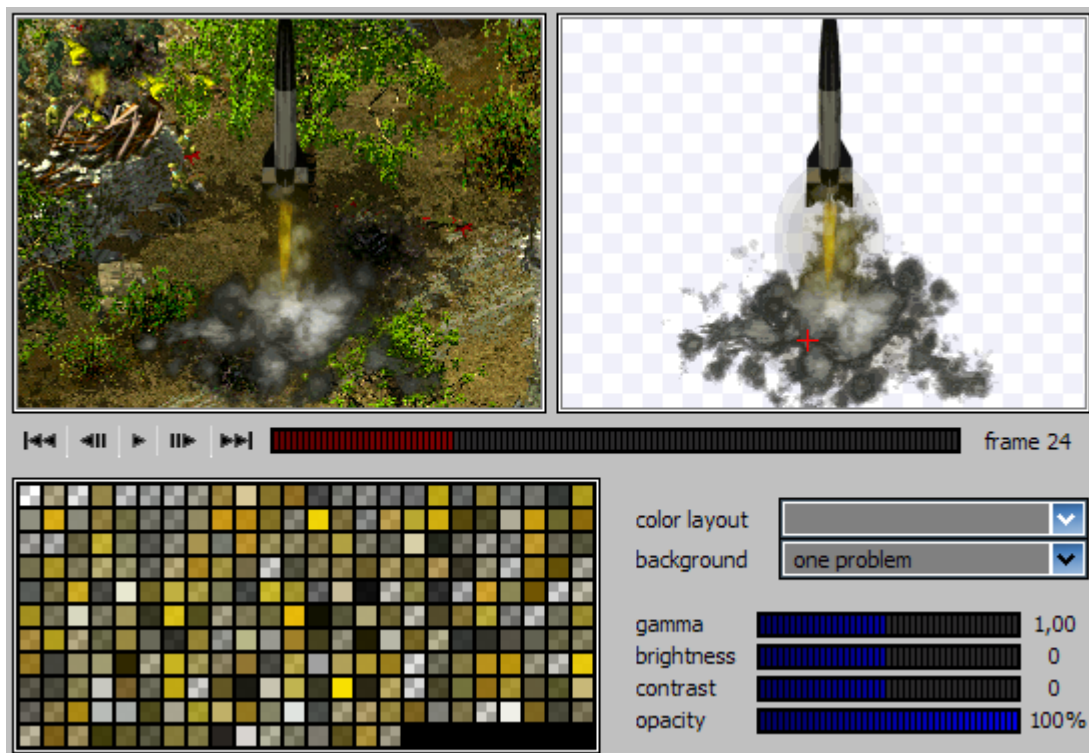 frame 24
color layout
background one problem
gamma 1,00
brightness 0
contrast 0
opacity 100%